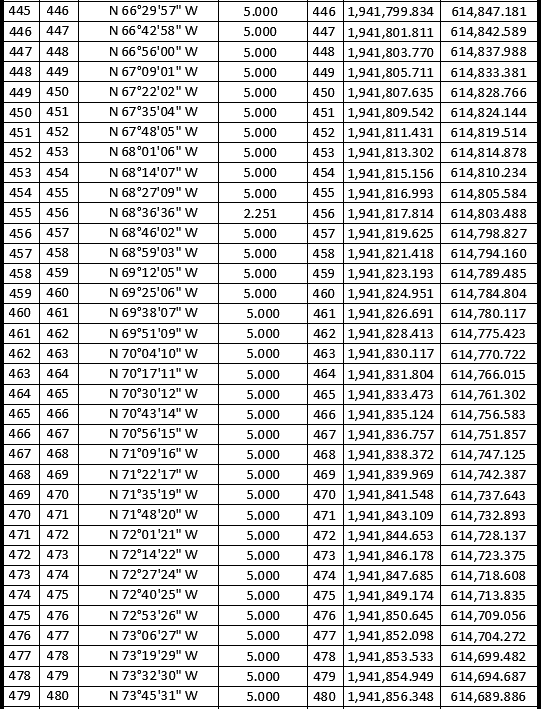 445 446 N 66°29'57" W 5.000 446 1,941,799.834 614,847.181
446 447 N 66°42'58" W 5.000 447 1,941,801.811 614,842.589
447 448 N 66°56'00" W 5.000 448 1,941,803.770 614,837.988
448 449 N 67°09'01" W 5.000 449 1,941,805.711 614,833.381
449 450 N 67°22'02" W 5.000 450 1,941,807.635 614,828.766
450 451 N 67°35'04" W 5.000 451 1,941,809.542 614,824.144
451 452 N 67°48'05" W 5.000 452 1,941,811.431 614,819.514
452 453 N 68°01'06" W 5.000 453 1,941,813.302 614,814.878
453 454 N 68°14'07" W 5.000 454 1,941,815.156 614,810.234
454 455 N 68°27'09" W 5.000 455 1,941,816.993 614,805.584
455 456 N 68°36'36" W 2.251 456 1,941,817.814 614,803.488
456 457 N 68°46'02" W 5.000 457 1,941,819.625 614,798.827
457 458 N 68°59'03" W 5.000 458 1,941,821.418 614,794.160
458 459 N 69°12'05" W 5.000 459 1,941,823.193 614,789.485
459 460 N 69°25'06" W 5.000 460 1,941,824.951 614,784.804
460 461 N 69°38'07" W 5.000 461 1,941,826.691 614,780.117
461 462 N 69°51'09" W 5.000 462 1,941,828.413 614,775.423
462 463 N 70°04'10" W 5.000 463 1,941,830.117 614,770.722
463 464 N 70°17'11" W 5.000 464 1,941,831.804 614,766.015
464 465 N 70°30'12" W 5.000 465 1,941,833.473 614,761.302
465 466 N 70°43'14" W 5.000 466 1,941,835.124 614,756.583
466 467 N 70°56'15" W 5.000 467 1,941,836.757 614,751.857
467 468 N 71°09'16" W 5.000 468 1,941,838.372 614,747.125
468 469 N 71°22'17" W 5.000 469 1,941,839.969 614,742.387
469 470 N 71°35'19" W 5.000 470 1,941,841.548 614,737.643
470 471 N 71°48'20" W 5.000 471 1,941,843.109 614,732.893
471 472 N 72°01'21" W 5.000 472 1,941,844.653 614,728.137
472 473 N 72°14'22" W 5.000 473 1,941,846.178 614,723.375
473 474 N 72°27'24" W 5.000 474 1,941,847.685 614,718.608
474 475 N 72°40'25" W 5.000 475 1,941,849.174 614,713.835
475 476 N 72°53'26" W 5.000 476 1,941,850.645 614,709.056
476 477 N 73°06'27" W 5.000 477 1,941,852.098 614,704.272
477 478 N 73°19'29" W 5.000 478 1,941,853.533 614,699.482
478 479 N 73°32'30" W 5.000 479 1,941,854.949 614,694.687
479 480 N 73°45'31" W 5.000 480 1,941,856.348 614,689.886